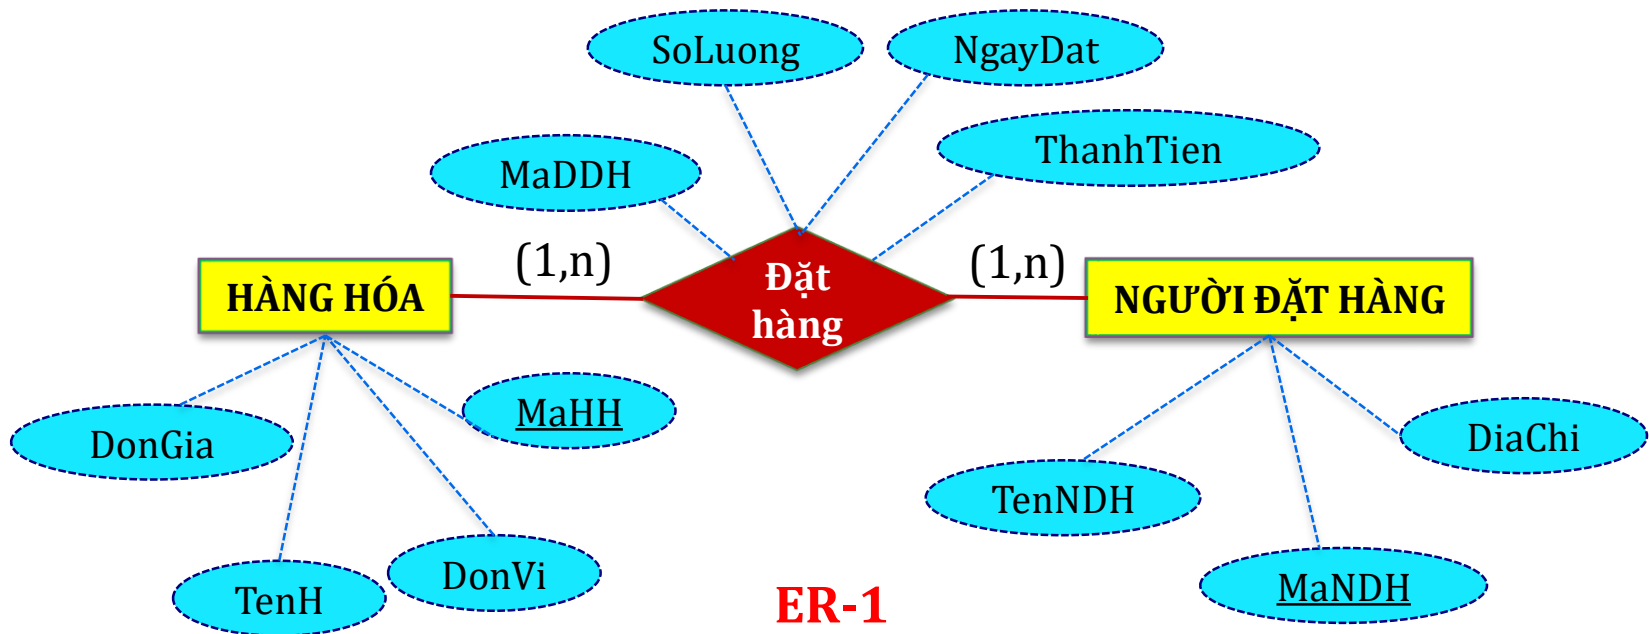 SoLuong
NgayDat
MaDDH
ThanhTien
(1,n)
(1,n)
HÀNG HÓA
Đặt
hàng
NGƯỜI ĐẶT HÀNG
DonGia
MaHH
TenH
DonVi
TenNDH
DiaChi
MaNDH
ER-1